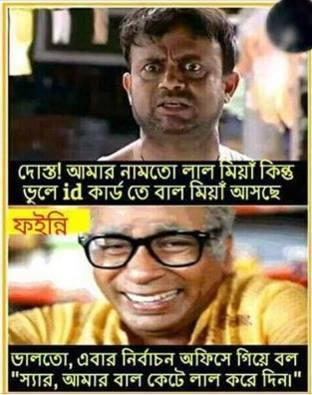 দোস্ত! আমার নামতো লাল মিয়াঁ কিন্তু
ভুলে id কার্ড তে বাল মিয়াঁ আসছে
ফইন্নি
ভালতো, এবার নির্বাচন অফিসে গিয়ে বল
"স্যার, আমার বাল কেটে লাল করে দিন।"